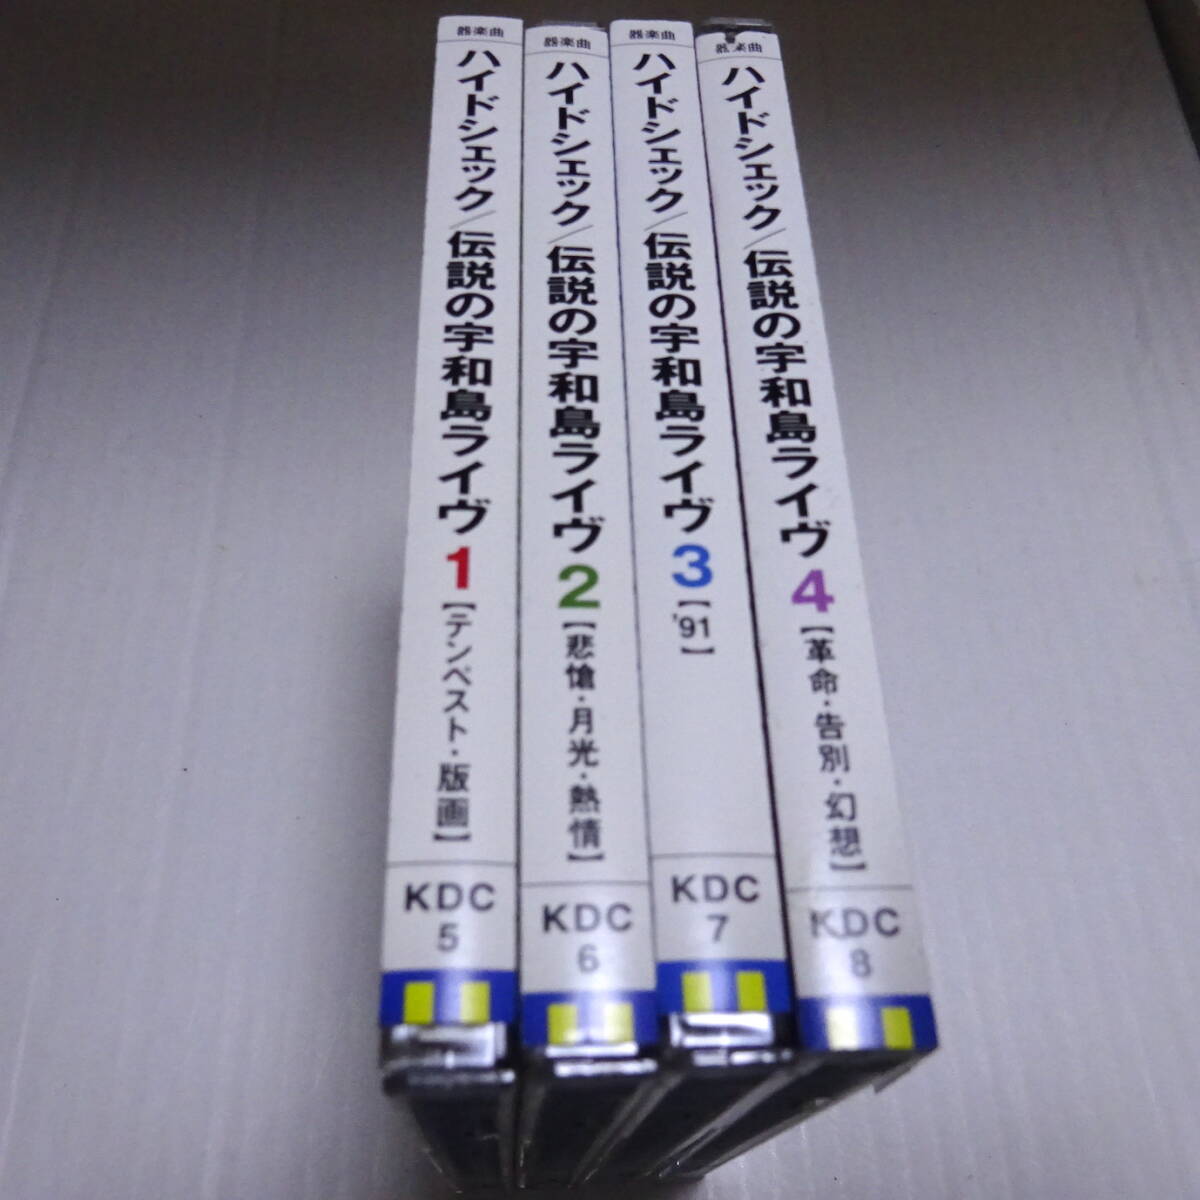 器楽曲
ハイドシェック/伝説の宇和島ライヴ 1【テンペスト・版画】
KDC
5
器楽曲
ハイドシェック/伝説の宇和島ライヴ 2【悲愴・月光・熱情】
KDC
6
器楽曲
ハイドシェック/伝説の宇和島ライヴ 3【'91】
KDC
7
器楽曲
ハイドシェック/伝説の宇和島ライヴ 4【革命・告別・幻想】
KDC
8